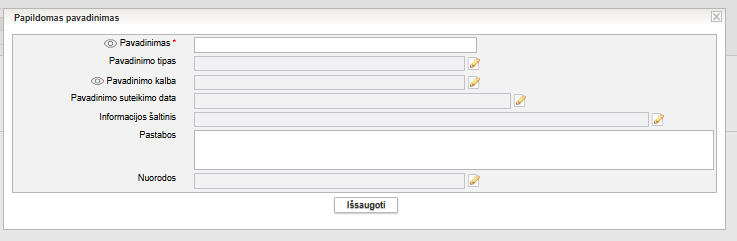 Papildomas pavadinimas
Pavadinimas *
Pavadinimo tipas
Pavadinimo kalba
Pavadinimo suteikimo data
Informacijos šaltinis
Pastabos
Nuorodos
Išsaugoti